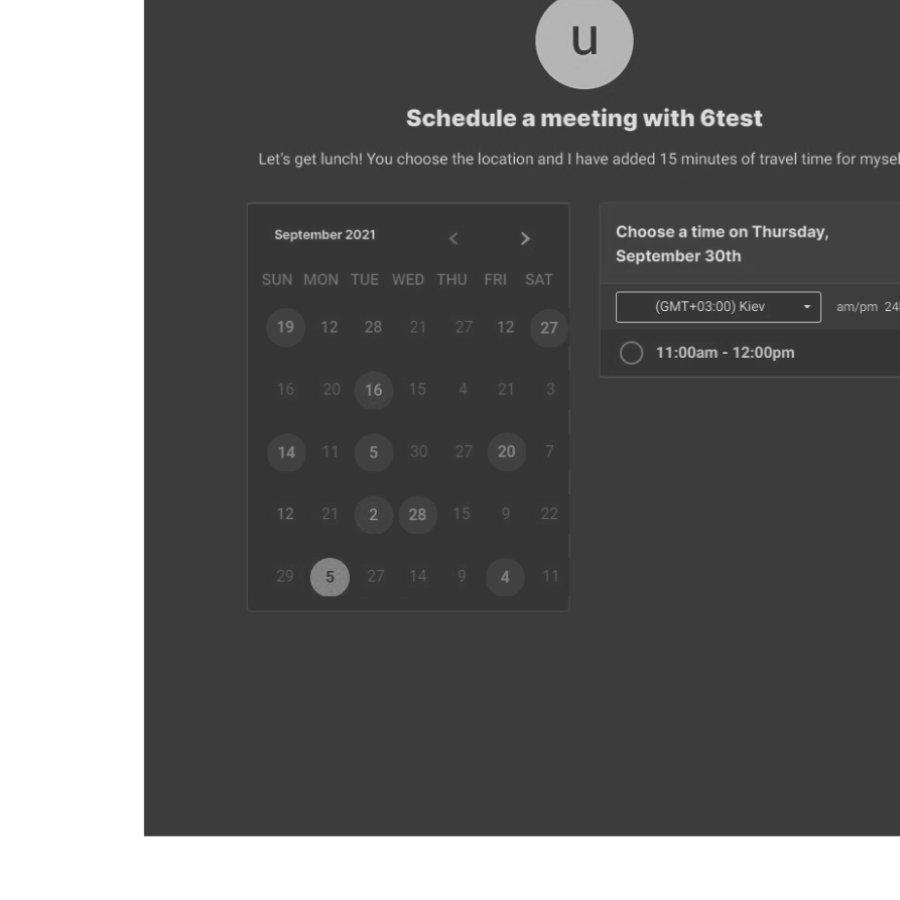 u
Schedule a meeting with 6test
Let's get lunch! You choose the location and I have added 15 minutes of travel time for mysel
September 2021
SUN MON TUE WED THU FRI SAT
19 12 28 21 27 12 27
16 20 16 15 4 21 3
14 11 5 30 27 20 7
12 21 2 28 15 9 22
29 5 27 14 9 4 11
Choose a time on Thursday,
September 30th
(GMT+03:00) Kiev am/pm 24
11:00am - 12:00pm